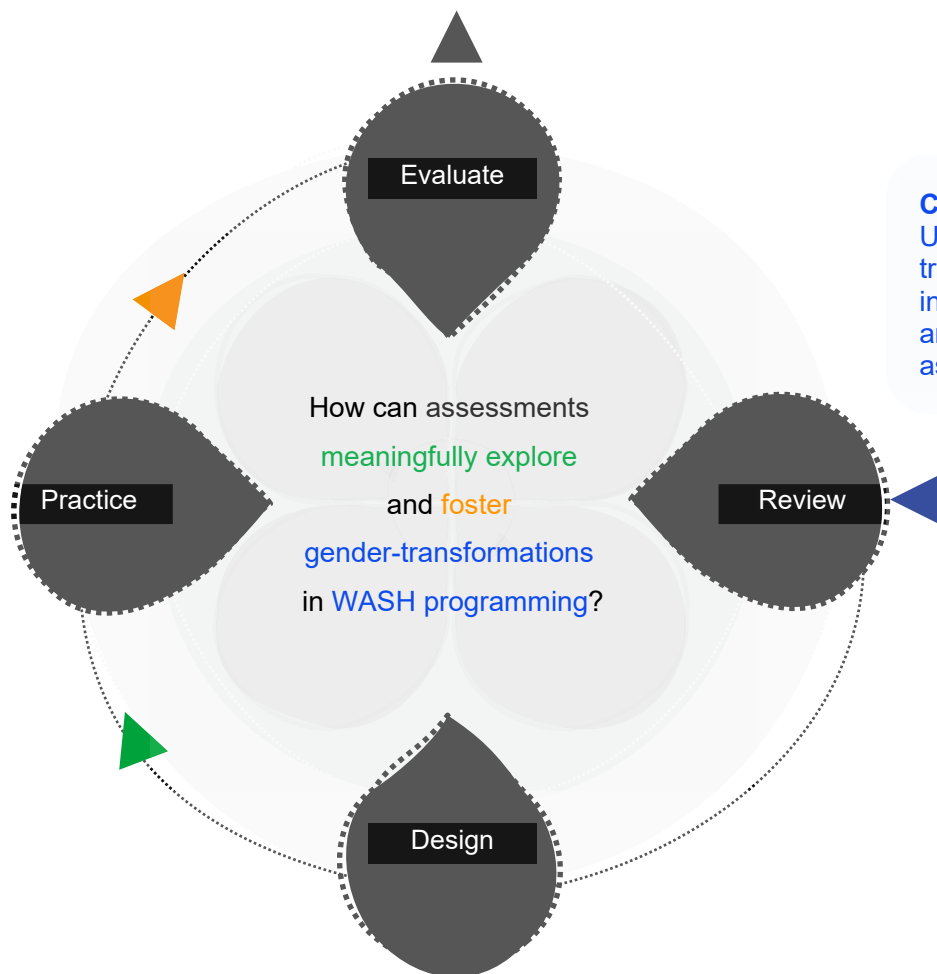 Evaluate
How can assessments
meaningfully explore
Practice
and foster
Review
gender-transformations
in WASH programming?
Design